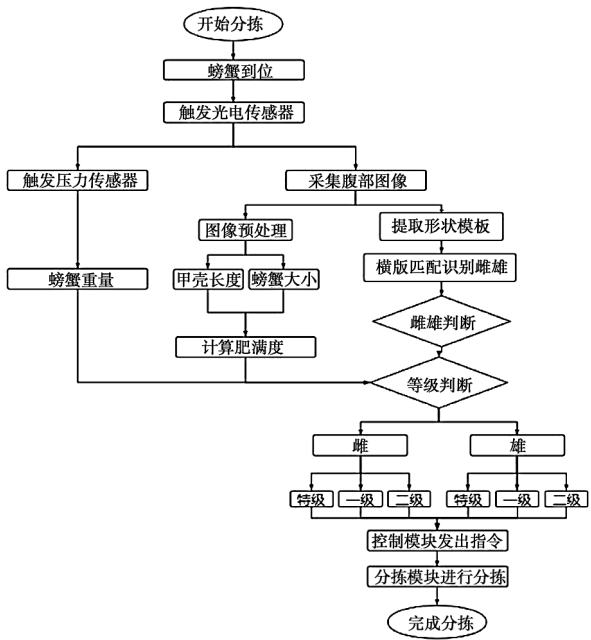 开始分拣
螃蟹到位
触发光电传感器
触发压力传感器
采集腹部图像
图像预处理
提取形状模板
螃蟹重量
甲壳长度
螃蟹大小
横版匹配识别雌雄
雌雄判断
计算肥满度
等级判断
雌
雄
特级
一级
二级
特级
一级
二级
控制模块发出指令
分拣模块进行分拣
完成分拣